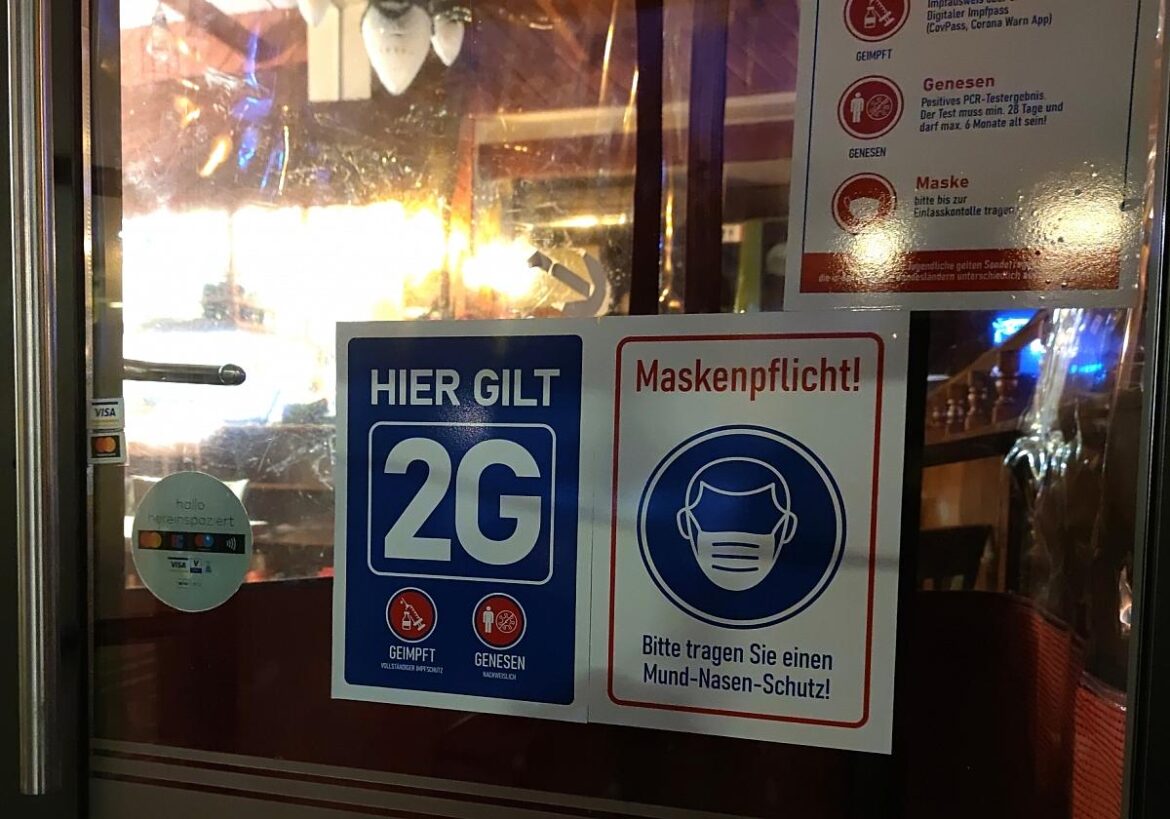 Digitaler Impfpass
(CovPass, Corona Warn App)
GEIMPFT
Genesen
Positives PCR-Testergebnis.
Der Test muss min. 28 Tage und
darf max. 6 Monate alt sein!
GENESEN
Maske
bitte bis zur
Einlasskontolle tragen
HIER GILT
2G
GEIMPFT
VOLLSTÄNDIGER IMPFSCHUTZ
GENESEN
NACHWEISLICH
Maskenpflicht!
Bitte tragen Sie einen
Mund-Nasen-Schutz!
VISA
hallo
hereinspaziert
VISA